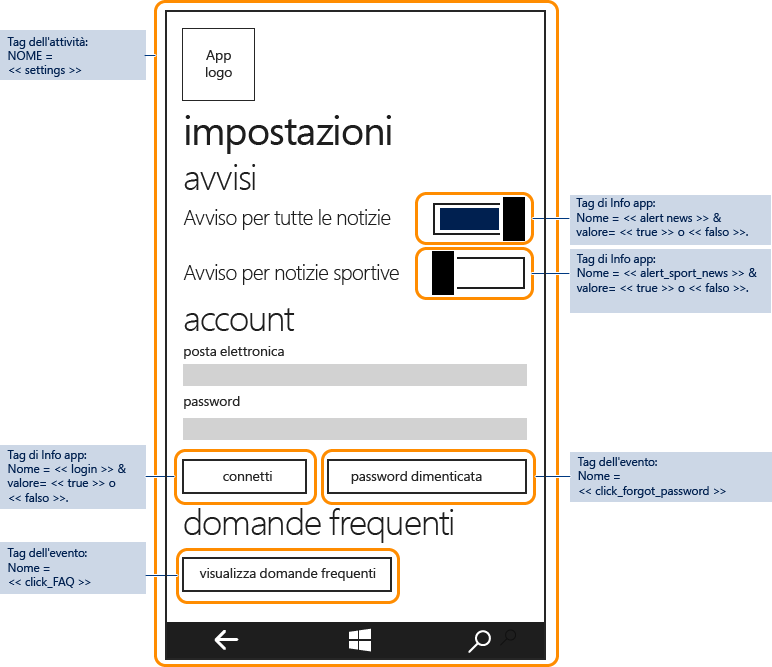 Tag dell'attività:
NOME =
<< settings >>
App
logo
impostazioni
avvisi
Avviso per tutte le notizie
Tag di Info app:
Nome = << alert news >> &
valore= << true >> o << falso >>.
Avviso per notizie sportive
Tag di Info app:
Nome = << alert_sport_news >> &
valore= << true >> o << falso >>.
account
posta elettronica
password
Tag di Info app:
Nome = << login >> &
valore= << true >> o
<< falso >>.
connetti
password dimenticata
Tag dell'evento:
Nome =
<< click_forgot_password >>
domande frequenti
Tag dell'evento:
Nome =
<< click_FAQ >>
visualizza domande frequenti